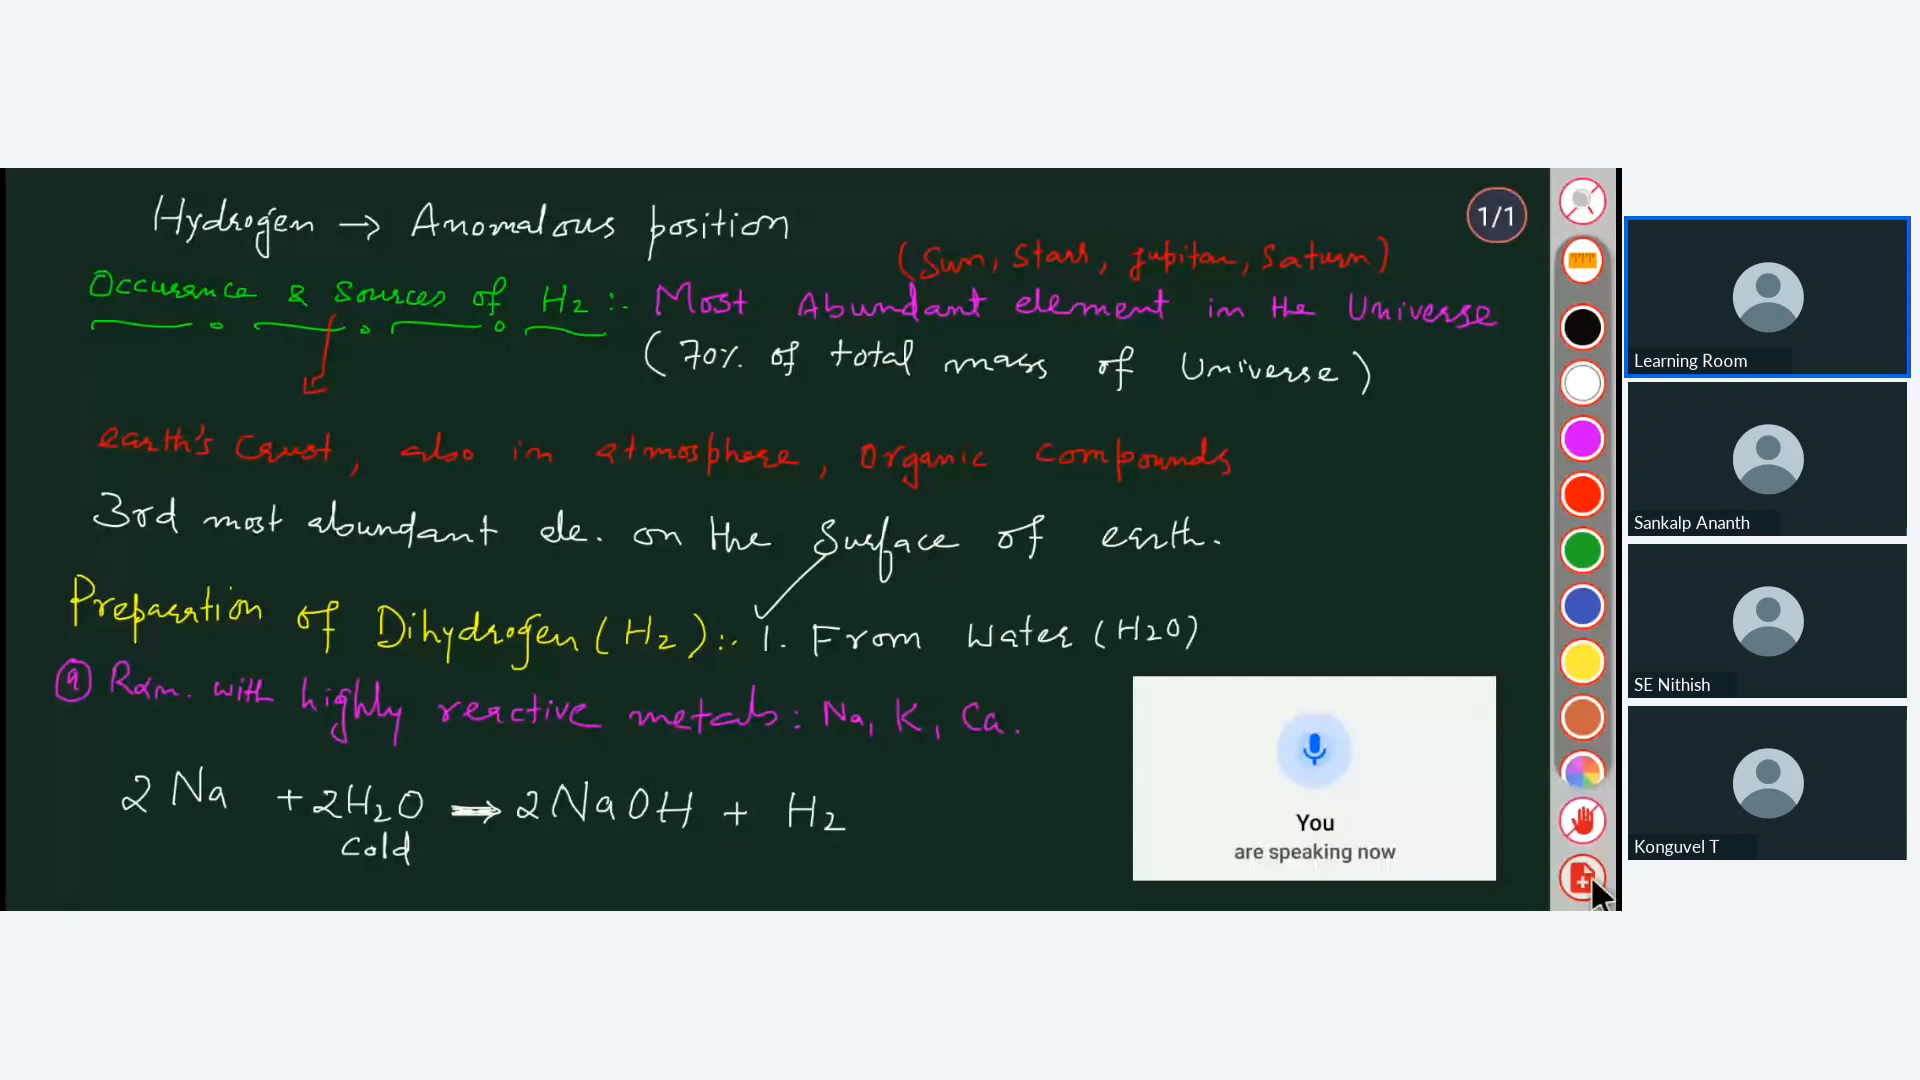 Hydrogen → Anomalous position
1/1
(Sun, Stars, Jupitar, Saturn)
Occurance & Sources of H2 :- Most Abundant element in the Universe
(70% of total mass of Universe)
earth's Crust, also in atmosphere, Organic compounds
3rd most abundant ele. on the Surface of earth.
Preparation of Dihydrogen (H2) :- 1. From Water (H2O)
a Rxn. with highly reactive metals: Na, K, Ca.
2 Na + 2H2O → 2NaOH + H2
Cold
You
are speaking now
Learning Room
Sankalp Ananth
SE Nithish
Konguvel T